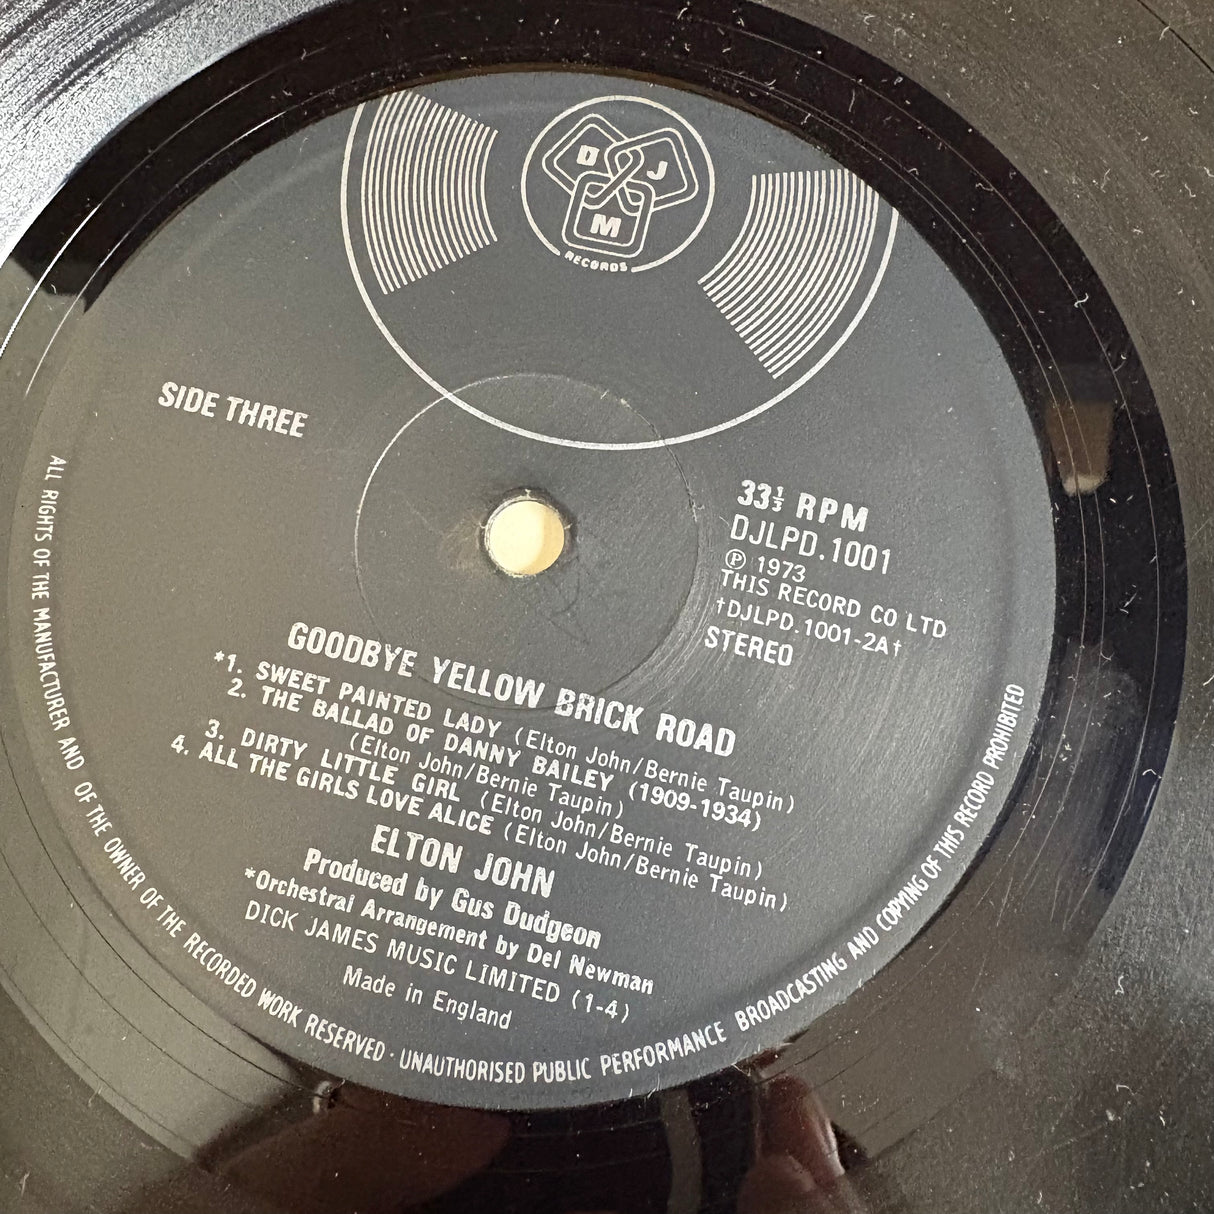 D J
M
RECORDS
SIDE THREE
33⅓ RPM
DJLPD.1001
℗ 1973
THIS RECORD CO LTD
†DJLPD.1001-2A†
STEREO
GOODBYE YELLOW BRICK ROAD
*1. SWEET PAINTED LADY (Elton John/Bernie Taupin)
2. THE BALLAD OF DANNY BAILEY (1909-1934)
(Elton John/Bernie Taupin)
3. DIRTY LITTLE GIRL (Elton John/Bernie Taupin)
4. ALL THE GIRLS LOVE ALICE (Elton John/Bernie Taupin)
ELTON JOHN
Produced by Gus Dudgeon
*Orchestral Arrangement by Del Newman
DICK JAMES MUSIC LIMITED (1-4)
Made in England
ALL RIGHTS OF THE MANUFACTURER AND OF THE OWNER OF THE RECORDED WORK RESERVED · UNAUTHORISED PUBLIC PERFORMANCE BROADCASTING AND COPYING OF THIS RECORD PROHIBITED